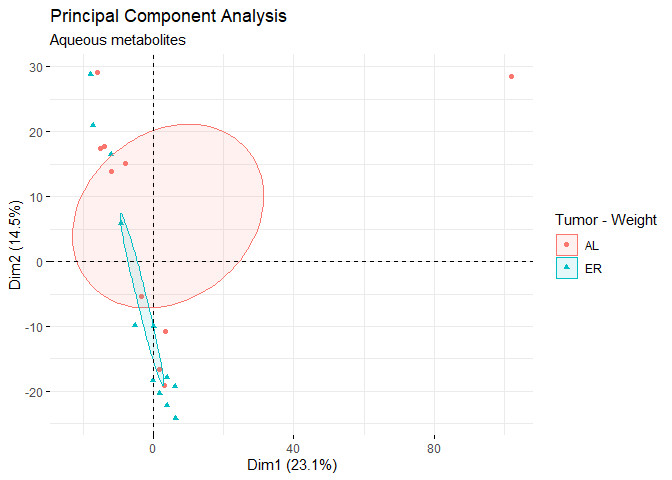 Principal Component Analysis
Aqueous metabolites
30
20
10
0
-10
-20
Dim2 (14.5%)
0
40
80
Dim1 (23.1%)
Tumor - Weight
AL
ER